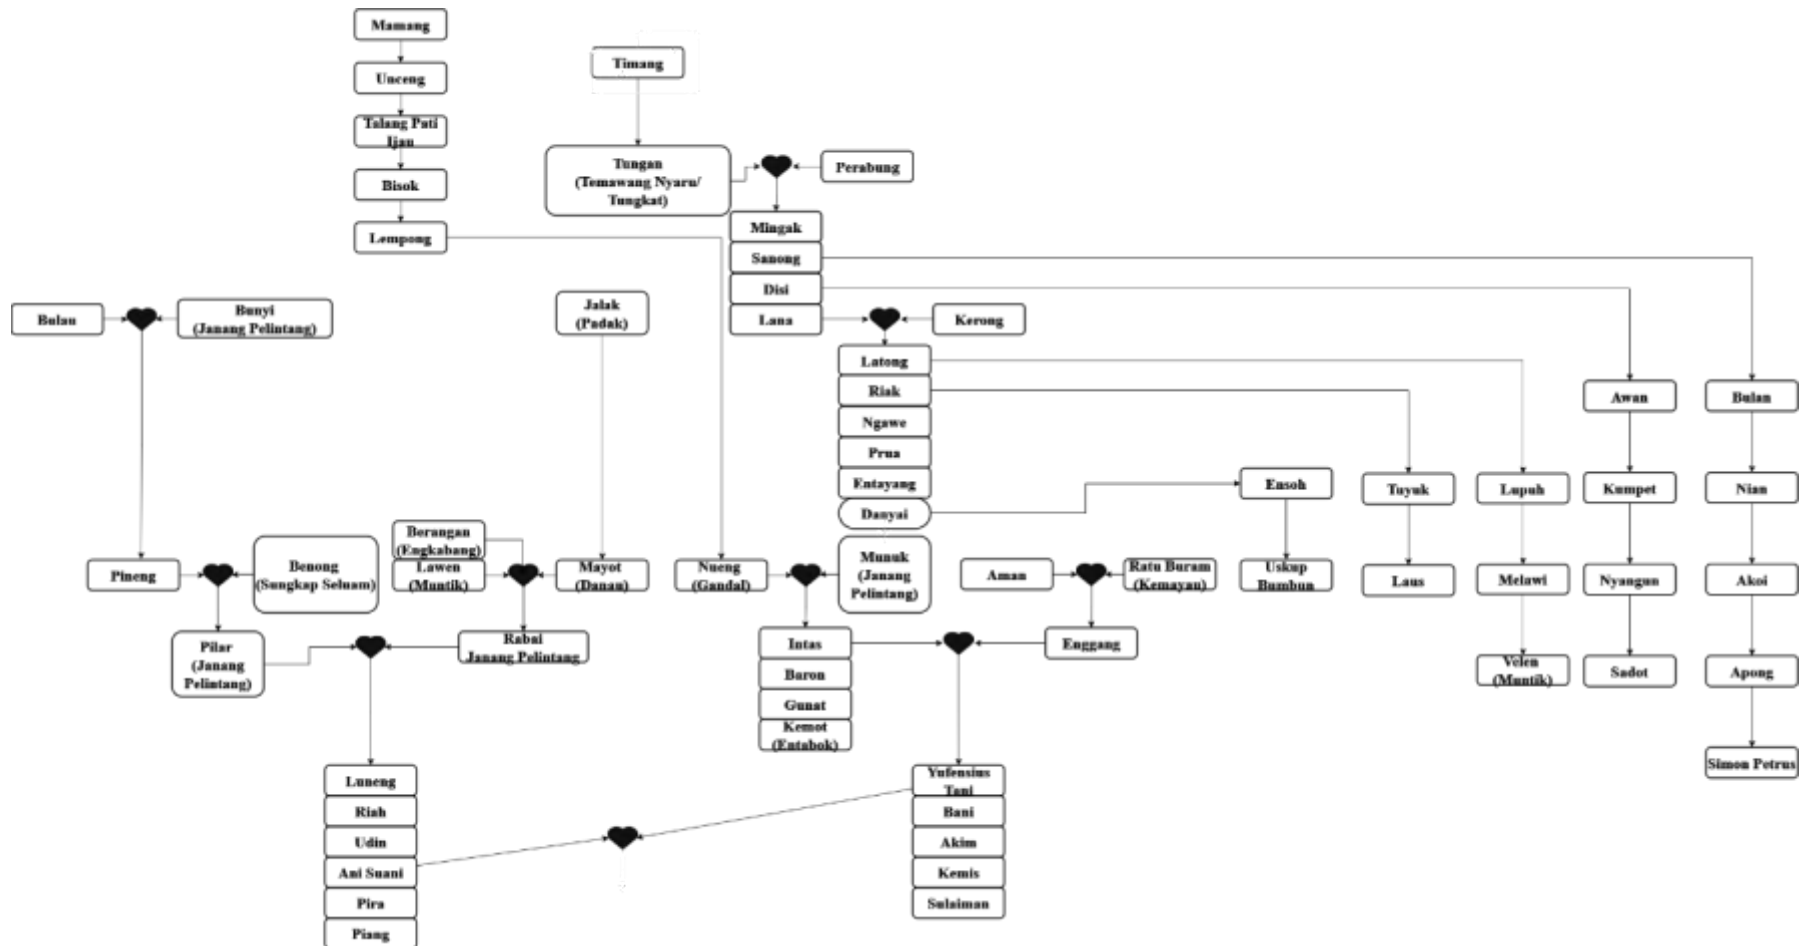 Mamang
Unceng
Talang Pati
Ijau
Bisok
Lempong
Timang
Tungan
(Temawang Nyaru/
Tungkat)
Perabung
Mingak
Sanong
Disi
Lana
Kerong
Bulau
Bunyi
(Janang Pelintang)
Jalak
(Padak)
Latong
Riak
Ngawe
Prua
Entayang
Danyai
Munuk
(Janang
Pelintang)
Awan
Bulan
Ensoh
Tuyuk
Lupuh
Kumpet
Nian
Pineng
Benong
(Sungkap Seluam)
Berangan
(Engkabang)
Lawen
(Muntik)
Mayot
(Danau)
Nueng
(Gandal)
Aman
Ratu Buram
(Kemayau)
Uskup
Bumbun
Laus
Melawi
Nyangun
Akoi
Pilar
(Janang
Pelintang)
Rabai
Janang Pelintang
Intas
Baron
Gunat
Kemot
(Entabok)
Enggang
Velen
(Muntik)
Sadot
Apong
Simon Petrus
Luneng
Riah
Udin
Ani Suani
Pira
Piang
Yufensius
Tani
Bani
Akim
Kemis
Sulaiman